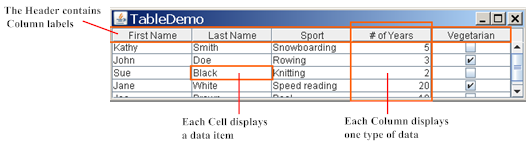 The Header contains
Column labels
TableDemo
First Name Last Name Sport # of Years Vegetarian
Kathy Smith Snowboarding 5
John Doe Rowing 3
Sue Black Knitting 2
Jane White Speed reading 20
Each Cell displays
a data item
Each Column displays
one type of data